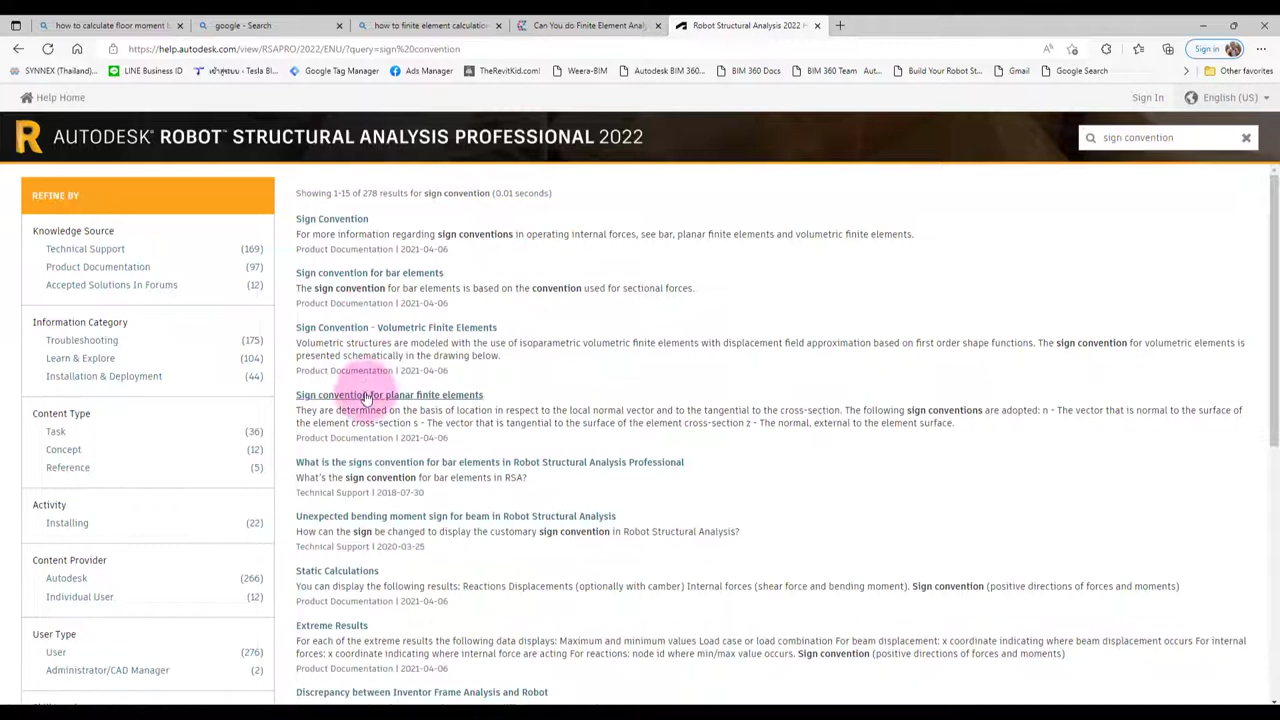 how to calculate floor moment b
google - Search
how to finite element calculation
Can You do Finite Element Analy
Robot Structural Analysis 2022 H
https://help.autodesk.com/view/RSAPRO/2022/ENU/?query=sign%20convention
Sign in
SYNNEX (Thailand)...
LINE Business ID
เข้าสู่ระบบ - Tesla Bl...
Google Tag Manager
Ads Manager
TheRevitKid.com!
Weera-BIM
Autodesk BIM 360...
BIM 360 Docs
BIM 360 Team Aut...
Build Your Robot St...
Gmail
Google Search
Other favorites
Help Home
Sign In
English (US)
AUTODESK® ROBOT™ STRUCTURAL ANALYSIS PROFESSIONAL 2022
sign convention
REFINE BY
Knowledge Source
Technical Support (169)
Product Documentation (97)
Accepted Solutions In Forums (12)
Information Category
Troubleshooting (175)
Learn & Explore (104)
Installation & Deployment (44)
Content Type
Task (36)
Concept (12)
Reference (5)
Activity
Installing (22)
Content Provider
Autodesk (266)
Individual User (12)
User Type
User (276)
Administrator/CAD Manager (2)
Showing 1-15 of 278 results for sign convention (0.01 seconds)
Sign Convention
For more information regarding sign conventions in operating internal forces, see bar, planar finite elements and volumetric finite elements.
Product Documentation | 2021-04-06
Sign convention for bar elements
The sign convention for bar elements is based on the convention used for sectional forces.
Product Documentation | 2021-04-06
Sign Convention - Volumetric Finite Elements
Volumetric structures are modeled with the use of isoparametric volumetric finite elements with displacement field approximation based on first order shape functions. The sign convention for volumetric elements is
presented schematically in the drawing below.
Product Documentation | 2021-04-06
Sign convention for planar finite elements
They are determined on the basis of location in respect to the local normal vector and to the tangential to the cross-section. The following sign conventions are adopted: n - The vector that is normal to the surface of
the element cross-section s - The vector that is tangential to the surface of the element cross-section z - The normal, external to the element surface.
Product Documentation | 2021-04-06
What is the signs convention for bar elements in Robot Structural Analysis Professional
What's the sign convention for bar elements in RSA?
Technical Support | 2018-07-30
Unexpected bending moment sign for beam in Robot Structural Analysis
How can the sign be changed to display the customary sign convention in Robot Structural Analysis?
Technical Support | 2020-03-25
Static Calculations
You can display the following results: Reactions Displacements (optionally with camber) Internal forces (shear force and bending moment). Sign convention (positive directions of forces and moments)
Product Documentation | 2021-04-06
Extreme Results
For each of the extreme results the following data displays: Maximum and minimum values Load case or load combination For beam displacement: x coordinate indicating where beam displacement occurs For internal
forces: x coordinate indicating where internal force are acting For reactions: node id where min/max value occurs. Sign convention (positive directions of forces and moments)
Product Documentation | 2021-04-06
Discrepancy between Inventor Frame Analysis and Robot